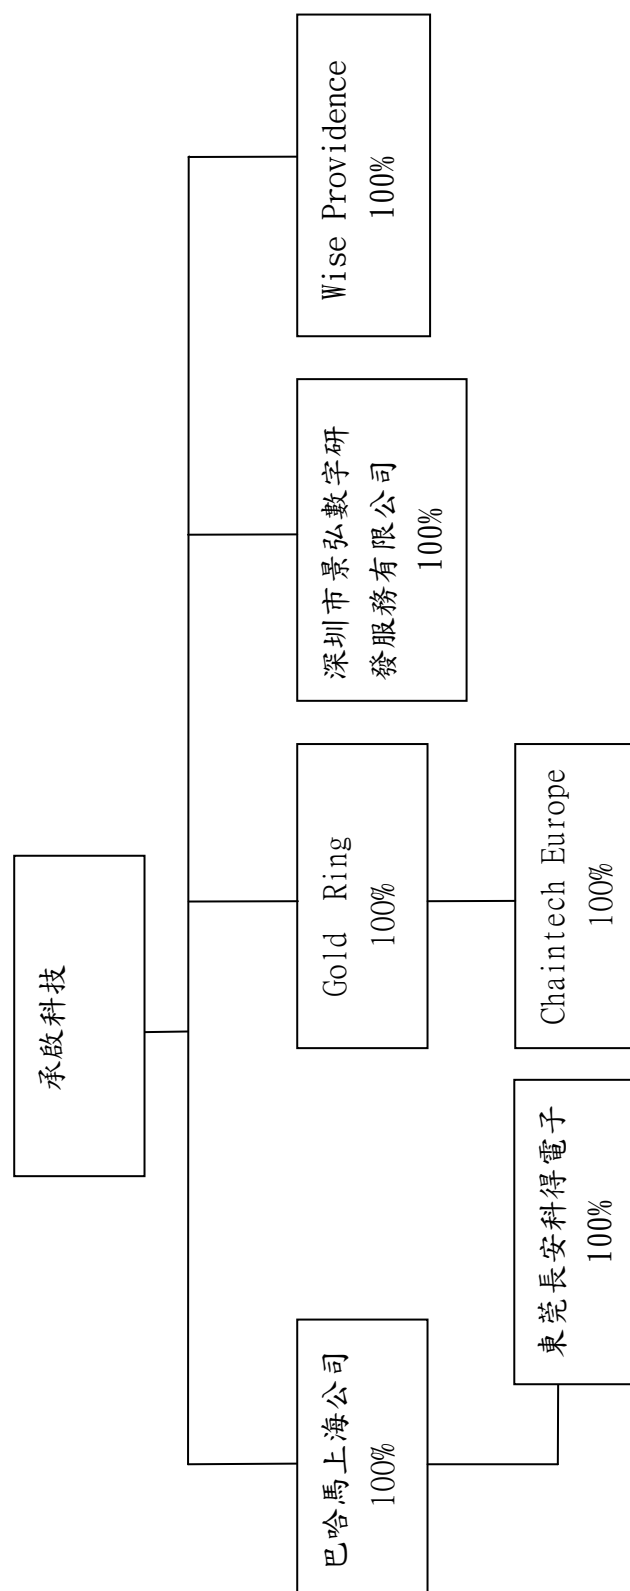 承啟科技
巴哈馬上海公司
100%
Gold Ring
100%
深圳市景弘數字研
發服務有限公司
100%
Wise Providence
100%
東莞長安科得電子
100%
Chaintech Europe
100%